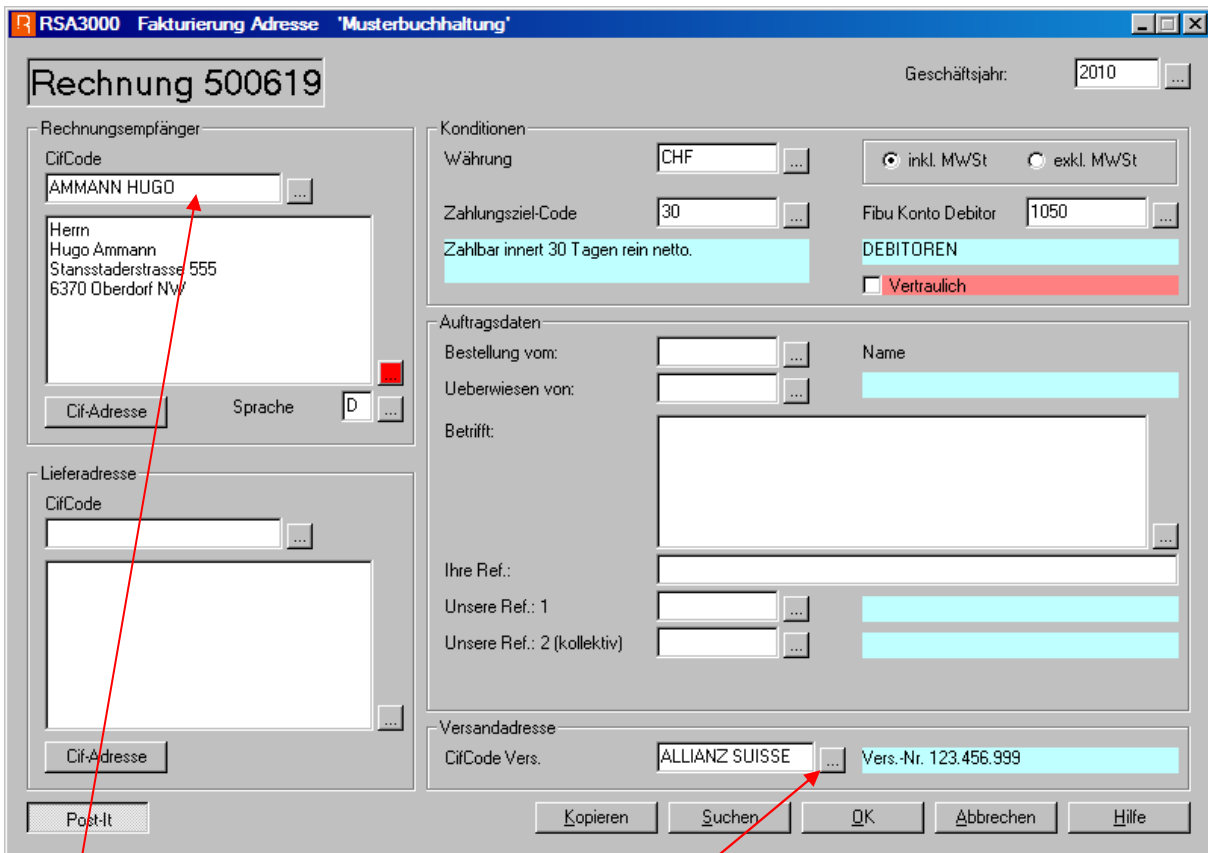 RSA3000 Fakturierung Adresse 'Musterbuchhaltung'
Rechnung 500619
Geschäftsjahr: 2010 ...
Rechnungsempfänger
CifCode
AMMANN HUGO ...
Herrn
Hugo Ammann
Stansstaderstrasse 555
6370 Oberdorf NW
...
Cif-Adresse Sprache D ...
Lieferadresse
CifCode
...
...
Cif-Adresse
Konditionen
Währung CHF ... inkl. MWSt exkl. MWSt
Zahlungsziel-Code 30 ... Fibu Konto Debitor 1050 ...
Zahlbar innert 30 Tagen rein netto. DEBITOREN
Vertraulich
Auftragsdaten
Bestellung vom: ... Name
Ueberwiesen von: ...
Betrifft:
...
Ihre Ref.:
Unsere Ref.: 1 ...
Unsere Ref.: 2 (kollektiv) ...
Versandadresse
CifCode Vers. ALLIANZ SUISSE ... Vers.-Nr. 123.456.999
Post-It Kopieren Suchen OK Abbrechen Hilfe